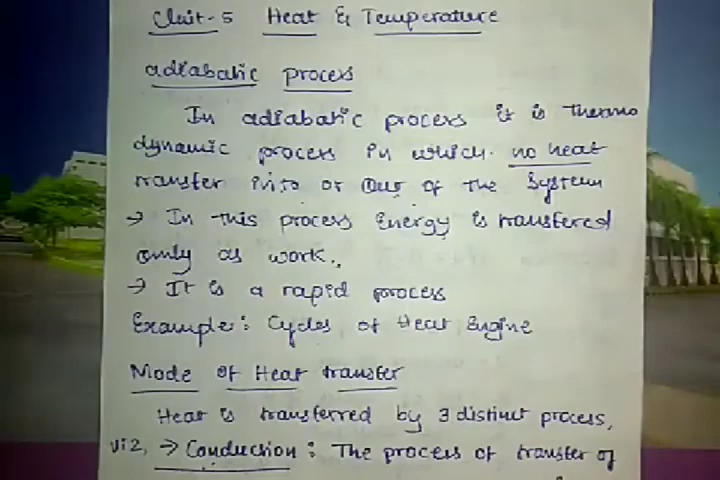 Unit-5 Heat & Temperature
adiabatic process
In adiabatic process it is Thermo
dynamic process in which no heat
transfer into or Out of the System
→ In this process Energy is transferred
only as work.
→ It is a rapid process
Example: Cycles of Heat Engine
Mode of Heat transfer
Heat is transferred by 3 distinct process,
viz, → Conduction: The process of transfer of